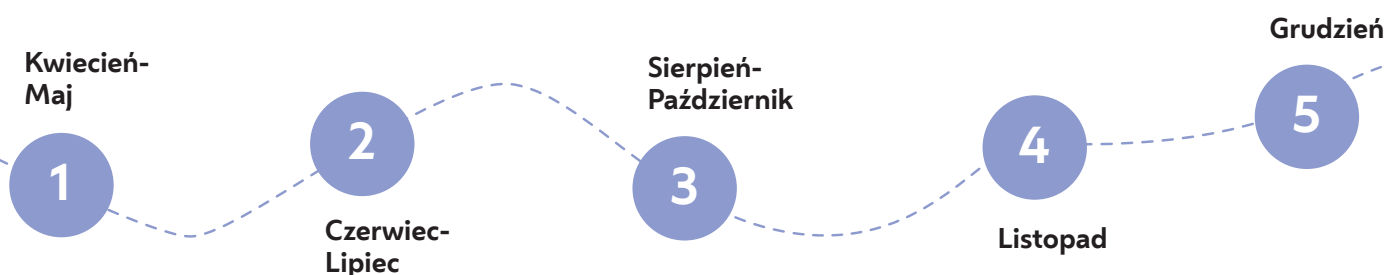 Kwiecień-
Maj
1
2
Czerwiec-
Lipiec
Sierpień-
Październik
3
4
Listopad
Grudzień
5